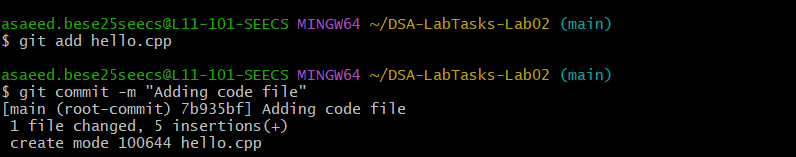 asaeed.bese25seecs@L11-101-SEECS MINGW64 ~/DSA-LabTasks-Lab02 (main)
$ git add hello.cpp
asaeed.bese25seecs@L11-101-SEECS MINGW64 ~/DSA-LabTasks-Lab02 (main)
$ git commit -m "Adding code file"
[main (root-commit) 7b935bf] Adding code file
 1 file changed, 5 insertions(+)
 create mode 100644 hello.cpp